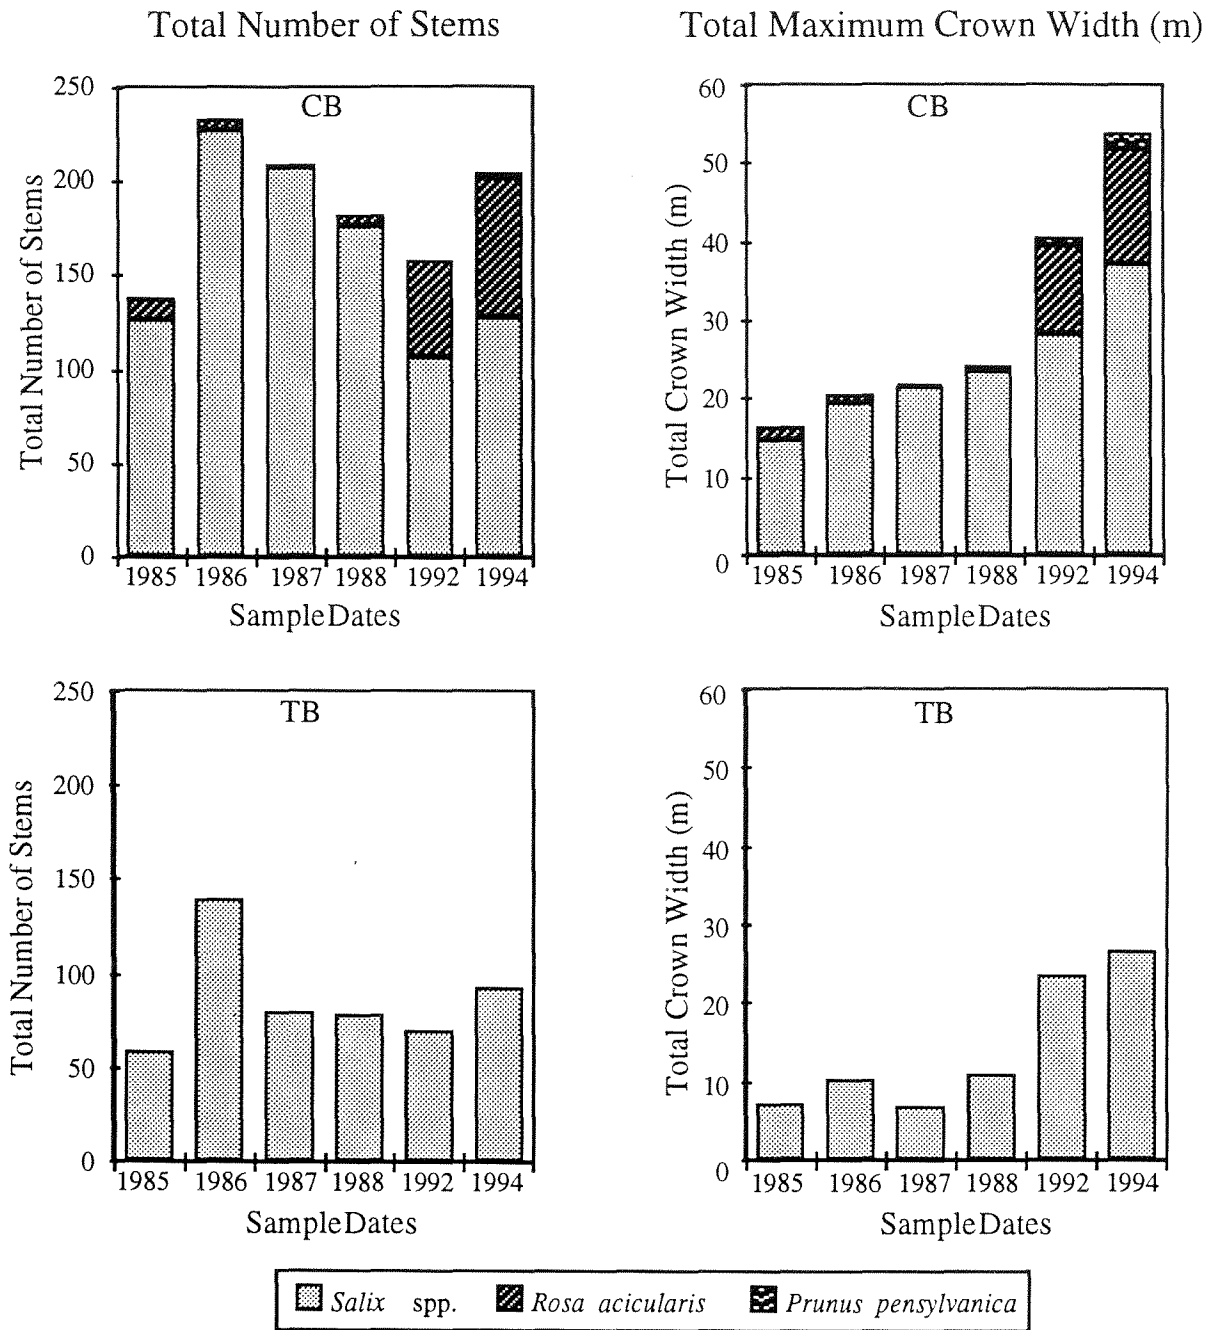 Total Number of Stems
Total Maximum Crown Width (m)
CB
Total Number of Stems
250
200
150
100
50
0
1985 1986 1987 1988 1992 1994
SampleDates
CB
Total Crown Width (m)
60
50
40
30
20
10
0
1985 1986 1987 1988 1992 1994
SampleDates
TB
Total Number of Stems
250
200
150
100
50
0
1985 1986 1987 1988 1992 1994
SampleDates
TB
Total Crown Width (m)
60
50
40
30
20
10
0
1985 1986 1987 1988 1992 1994
SampleDates
Salix spp. Rosa acicularis Prunus pensylvanica